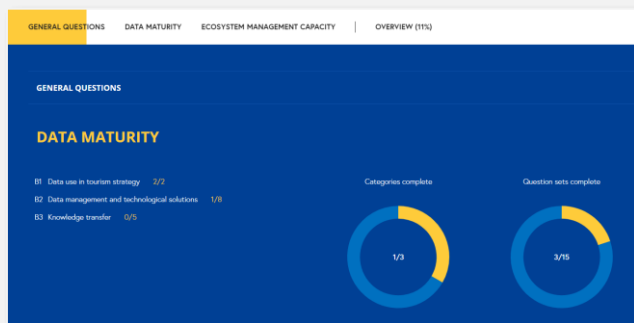 GENERAL QUESTIONS DATA MATURITY ECOSYSTEM MANAGEMENT CAPACITY OVERVIEW (11%)
GENERAL QUESTIONS
DATA MATURITY
B1 Data use in tourism strategy 2/2
B2 Data management and technological solutions 1/8
B3 Knowledge transfer 0/5
Categories complete
1/3
Question sets complete
3/15